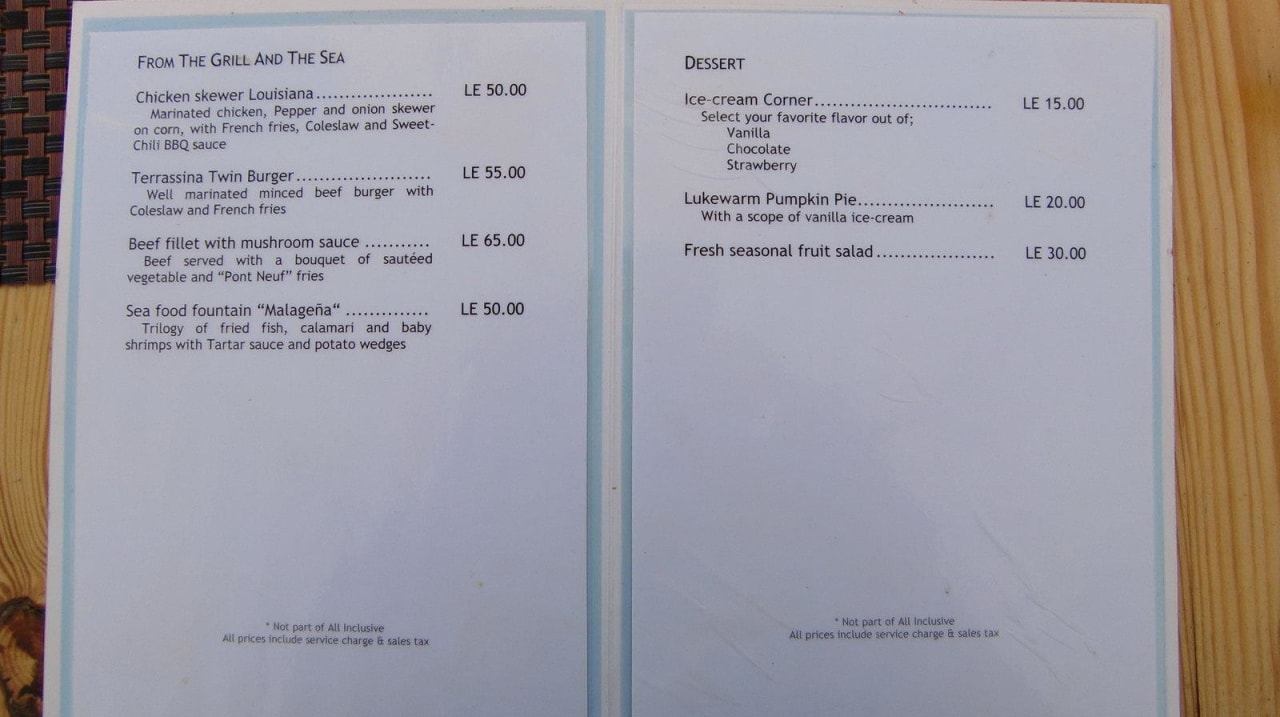 FROM THE GRILL AND THE SEA
Chicken skewer Louisiana.................... LE 50.00
Marinated chicken, Pepper and onion skewer
on corn, with French fries, Coleslaw and Sweet-
Chili BBQ sauce
Terrassina Twin Burger....................... LE 55.00
Well marinated minced beef burger with
Coleslaw and French fries
Beef fillet with mushroom sauce ........... LE 65.00
Beef served with a bouquet of sautéed
vegetable and “Pont Neuf” fries
Sea food fountain “Malageña“ .............. LE 50.00
Trilogy of fried fish, calamari and baby
shrimps with Tartar sauce and potato wedges
* Not part of All Inclusive
All prices include service charge & sales tax
DESSERT
Ice-cream Corner.............................. LE 15.00
Select your favorite flavor out of;
Vanilla
Chocolate
Strawberry
Lukewarm Pumpkin Pie....................... LE 20.00
With a scope of vanilla ice-cream
Fresh seasonal fruit salad.................... LE 30.00
* Not part of All Inclusive
All prices include service charge & sales tax